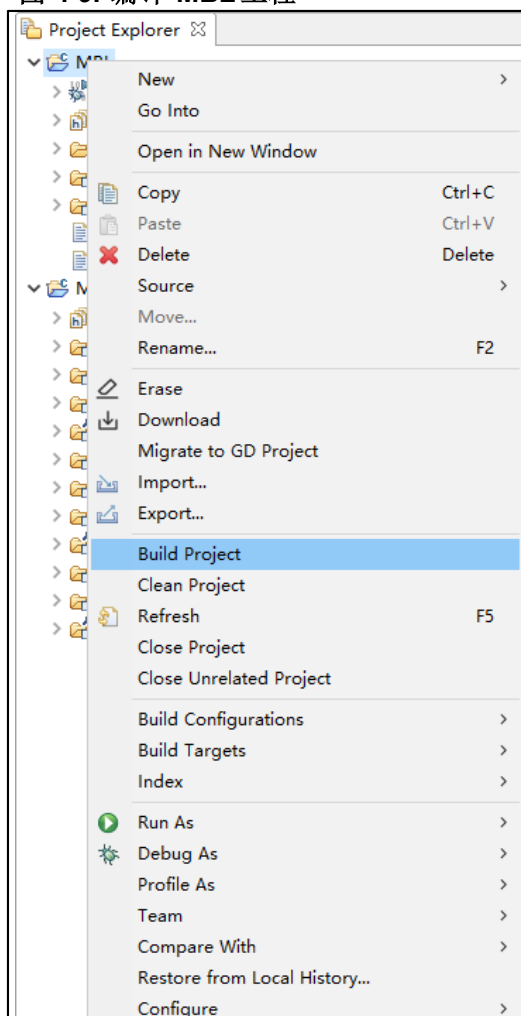 Project Explorer
New
Go Into
Open in New Window
Copy Ctrl+C
Paste Ctrl+V
Delete Delete
Source
Move...
Rename... F2
Erase
Download
Migrate to GD Project
Import...
Export...
Build Project
Clean Project
Refresh F5
Close Project
Close Unrelated Project
Build Configurations
Build Targets
Index
Run As
Debug As
Profile As
Team
Compare With
Restore from Local History...
Configure